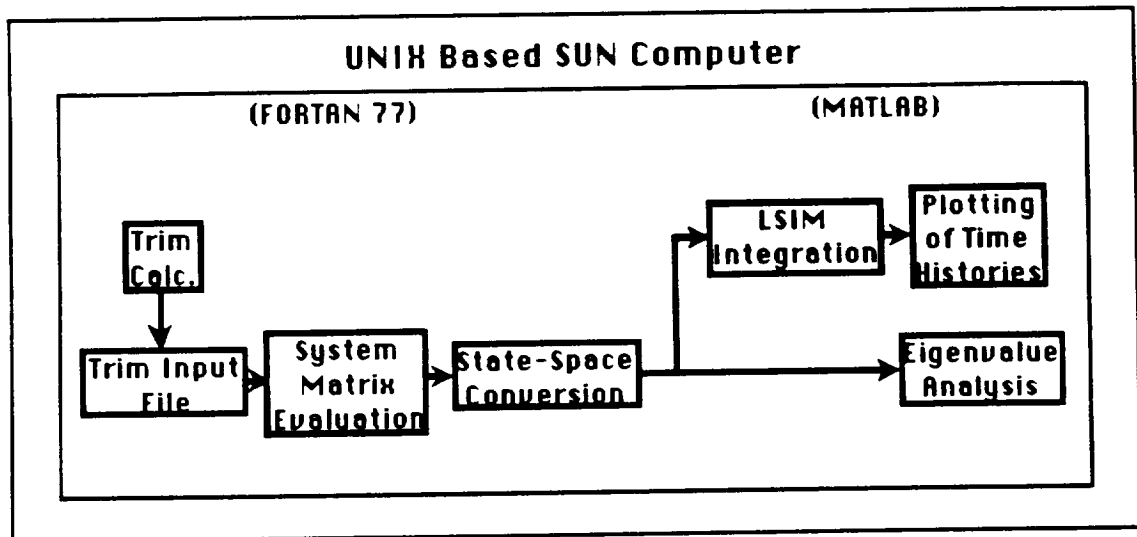 UNIX Based SUN Computer
(FORTAN 77)
(MATLAB)
Trim
Calc.
Trim Input
File
System
Matrix
Evaluation
State-Space
Conversion
LSIM
Integration
Plotting
of Time
Histories
Eigenvalue
Analysis